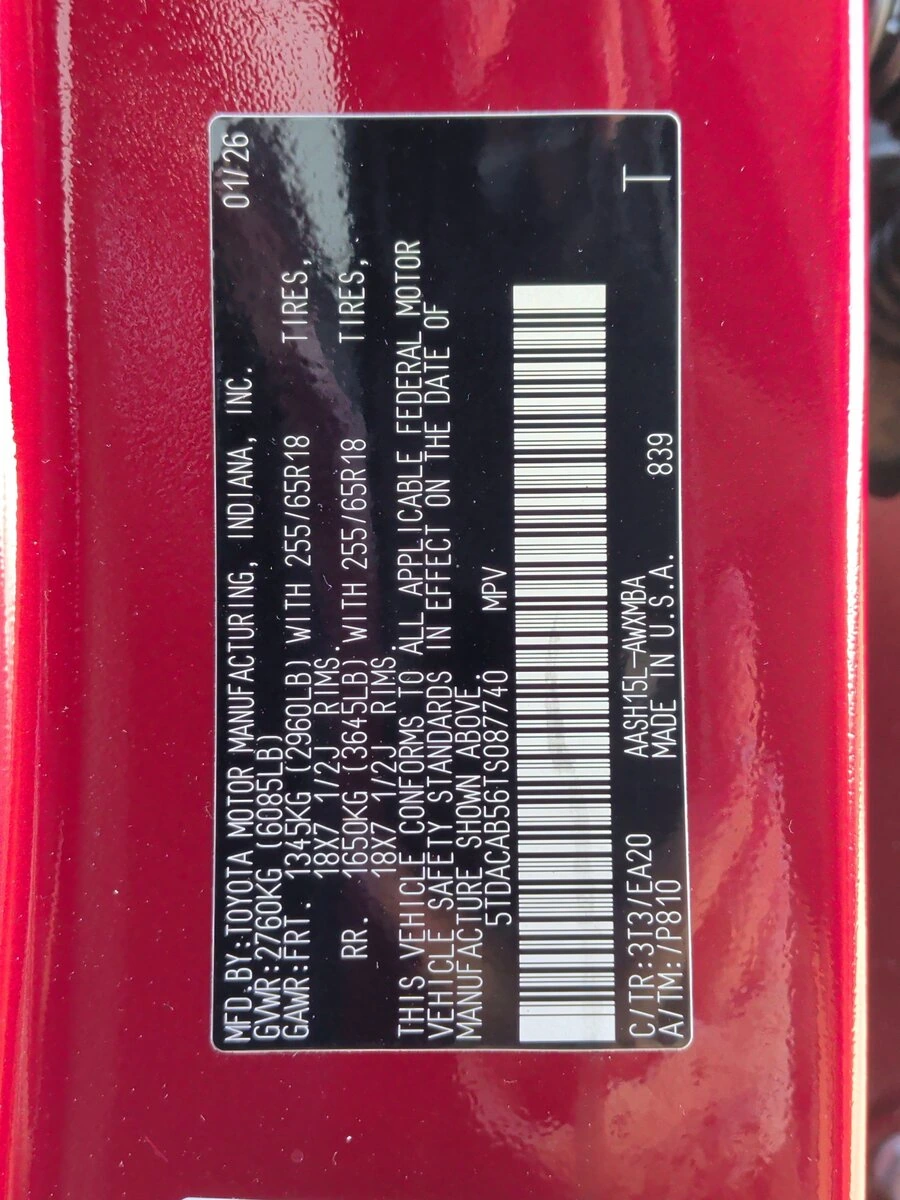 MFD.BY:TOYOTA MOTOR MANUFACTURING, INDIANA, INC. 01/26
GVWR:2760KG (6085LB)
GAWR:FRT. 1345KG (2960LB) WITH 255/65R18 TIRES,
18X7 1/2J RIMS.
RR. 1650KG (3645LB) WITH 255/65R18 TIRES,
18X7 1/2J RIMS.
THIS VEHICLE CONFORMS TO ALL APPLICABLE FEDERAL MOTOR
VEHICLE SAFETY STANDARDS IN EFFECT ON THE DATE OF
MANUFACTURE SHOWN ABOVE.
5TDACAB56TS087740 MPV
C/TR:3T3/EA20 AASH15L-AWXMBA
A/TM:/P810 MADE IN U.S.A. 839
T